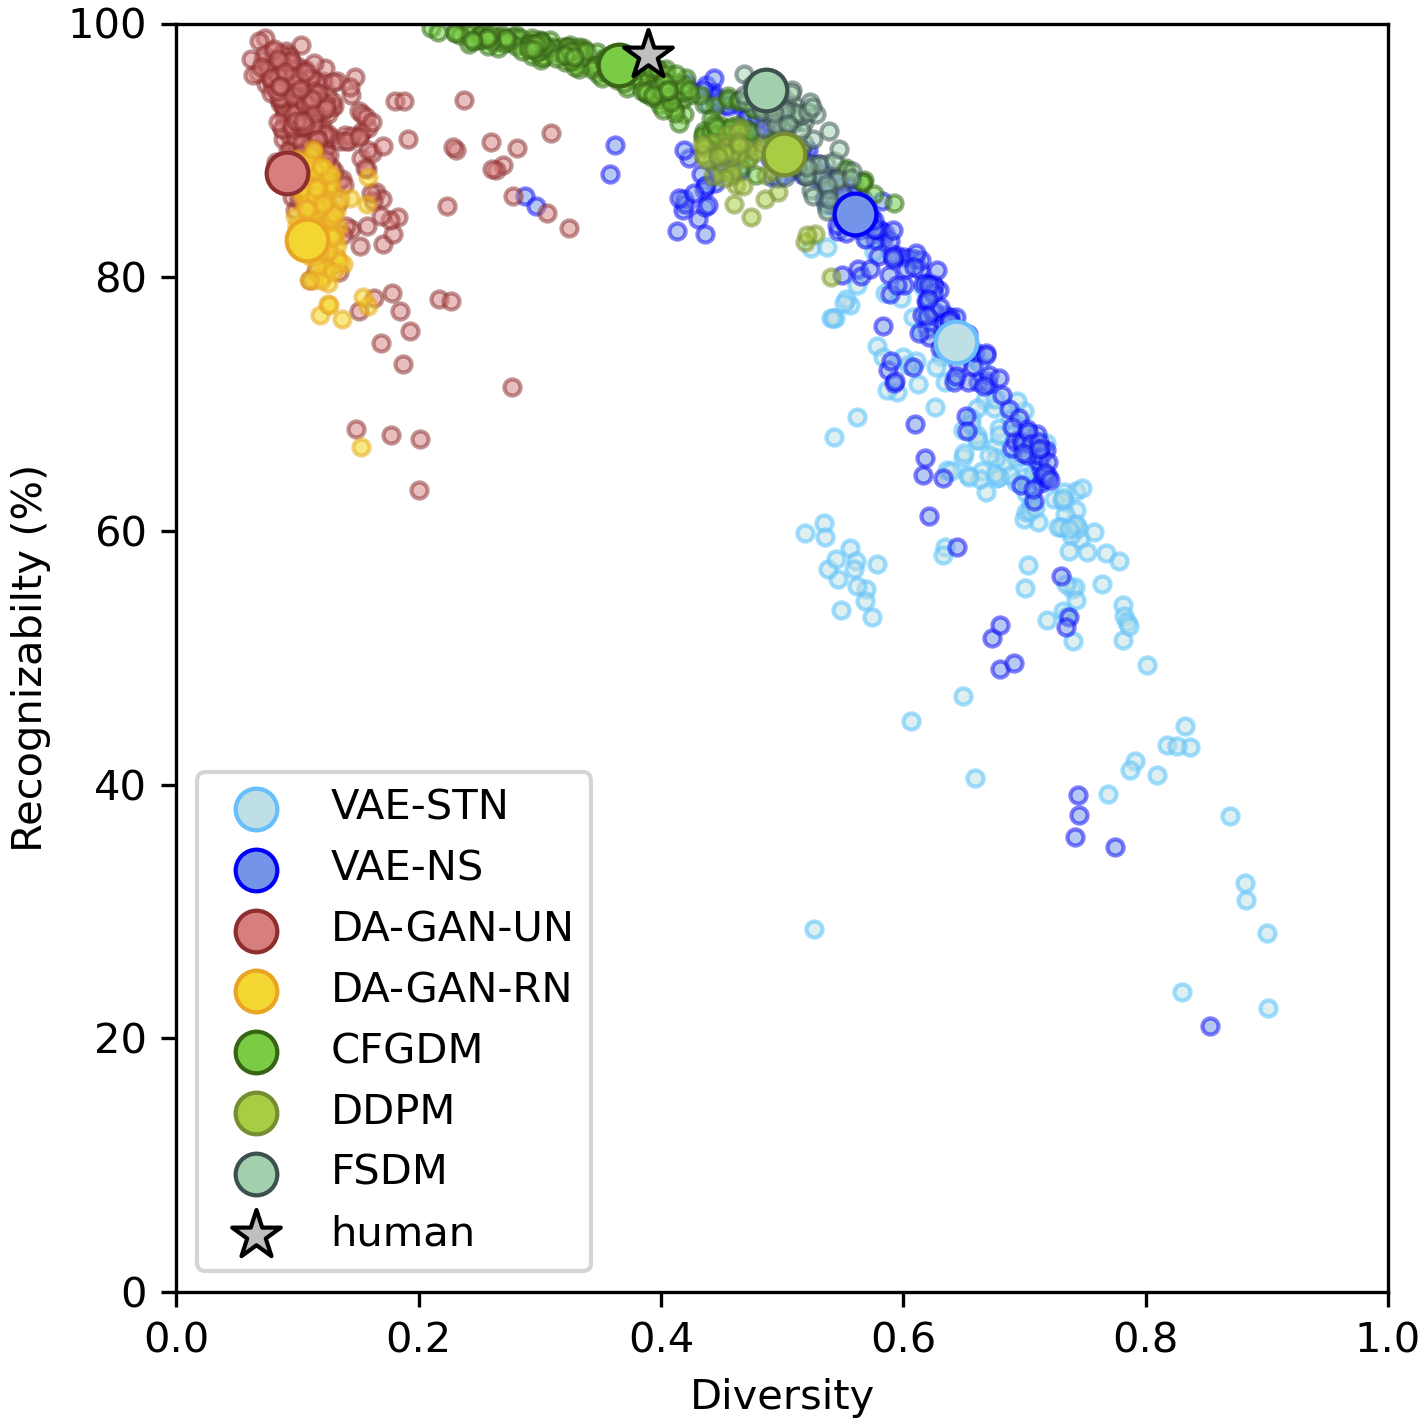 100
80
60
40
20
0
Recognizabilty (%)
VAE-STN
VAE-NS
DA-GAN-UN
DA-GAN-RN
CFGDM
DDPM
FSDM
human
0.0 0.2 0.4 0.6 0.8 1.0
Diversity